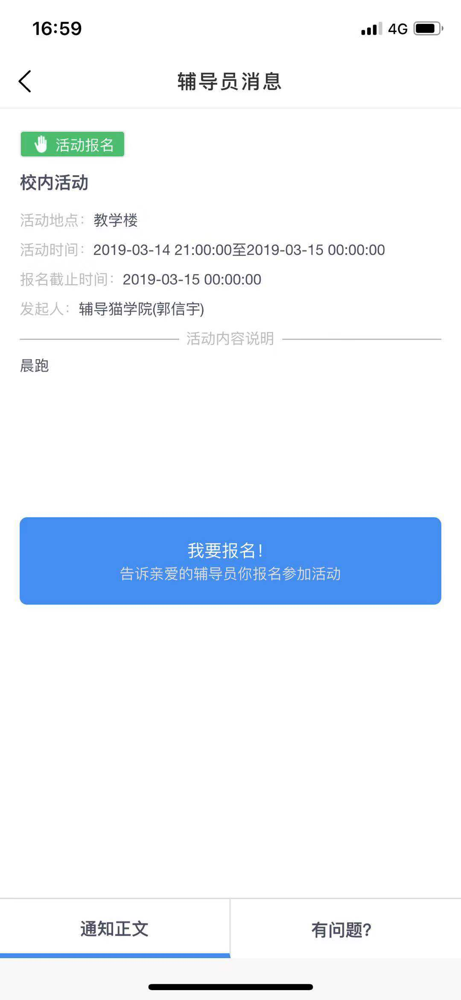 16:59
4G
辅导员消息
活动报名
校内活动
活动地点：教学楼
活动时间：2019-03-14 21:00:00至2019-03-15 00:00:00
报名截止时间：2019-03-15 00:00:00
发起人：辅导猫学院(郭信宇)
活动内容说明
晨跑
我要报名！
告诉亲爱的辅导员你报名参加活动
通知正文
有问题?